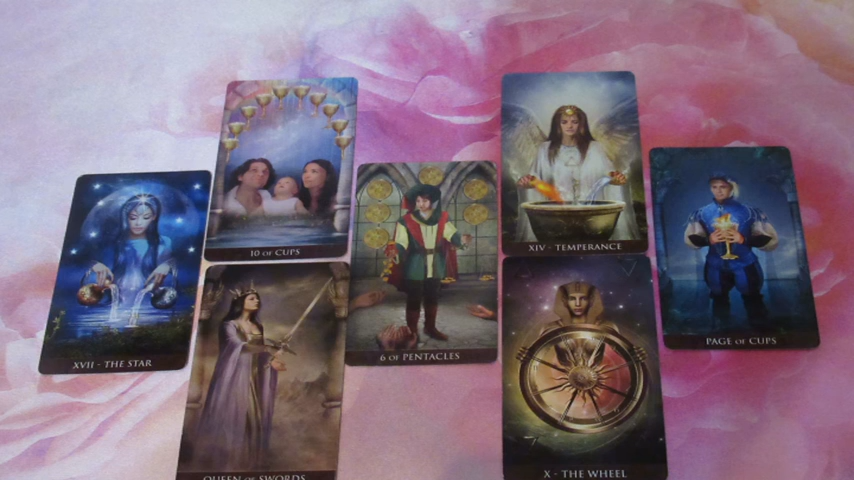 XVII - THE STAR
10 OF CUPS
QUEEN OF SWORDS
6 OF PENTACLES
XIV - TEMPERANCE
X - THE WHEEL
PAGE OF CUPS